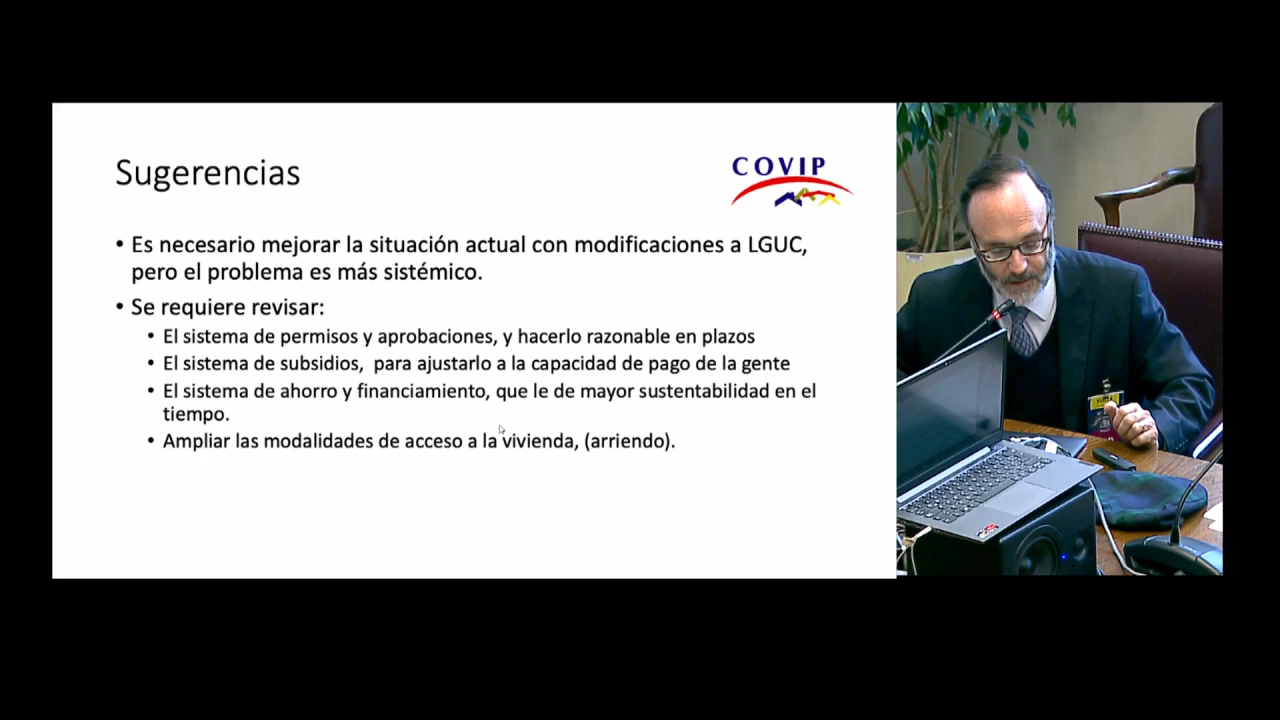 Sugerencias
COVIP
• Es necesario mejorar la situación actual con modificaciones a LGUC,
pero el problema es más sistémico.
• Se requiere revisar:
• El sistema de permisos y aprobaciones, y hacerlo razonable en plazos
• El sistema de subsidios,  para ajustarlo a la capacidad de pago de la gente
• El sistema de ahorro y financiamiento, que le de mayor sustentabilidad en el
tiempo.
• Ampliar las modalidades de acceso a la vivienda, (arriendo).